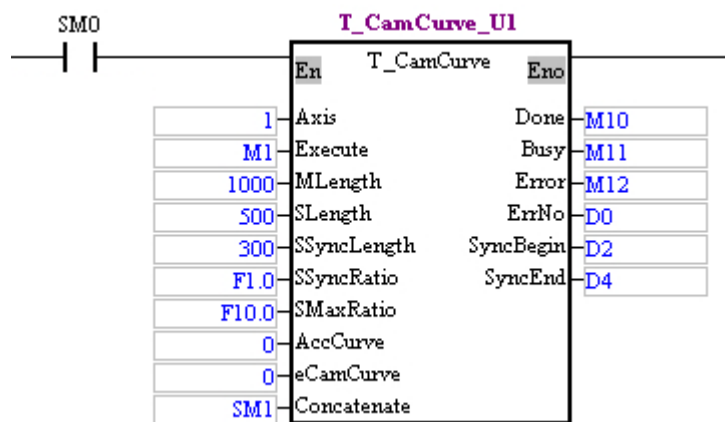 SM0
T_CamCurve_U1
En T_CamCurve Eno
1 Axis Done M10
M1 Execute Busy M11
1000 MLength Error M12
500 SLength ErrNo D0
300 SSyncLength SyncBegin D2
F1.0 SSyncRatio SyncEnd D4
F10.0 SMaxRatio
0 AccCurve
0 eCamCurve
SM1 Concatenate